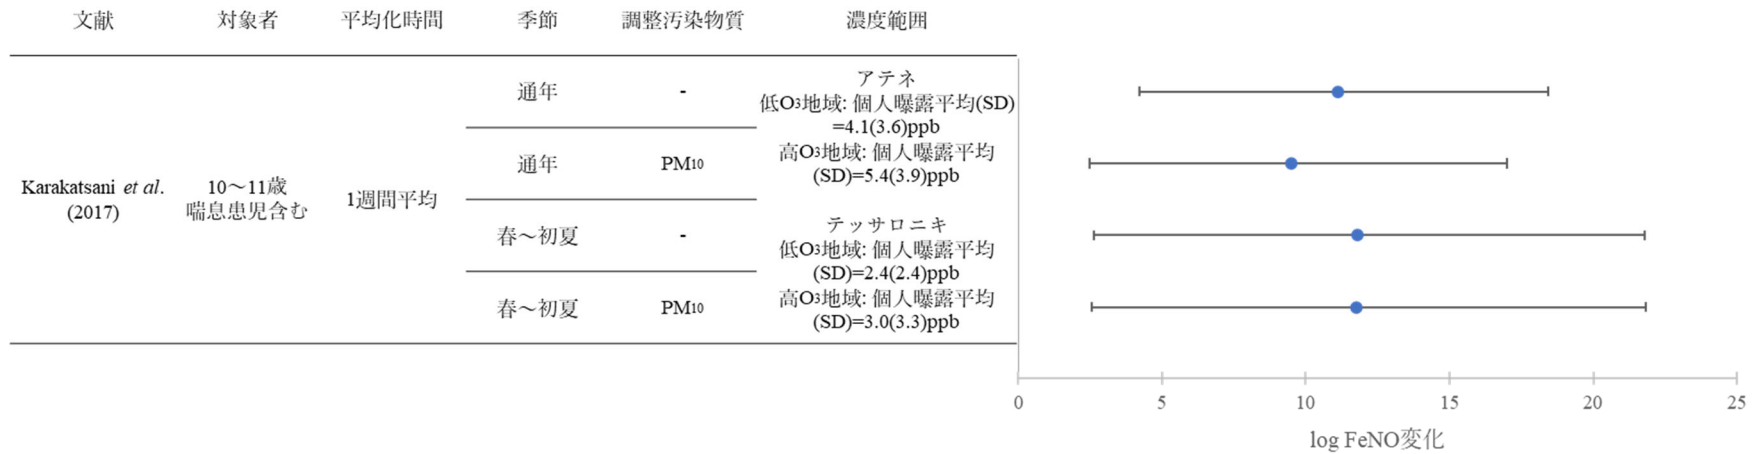 文献 対象者 平均化時間 季節 調整汚染物質 濃度範囲
Karakatsani et al.
(2017)
10～11歳
喘息患児含む
1週間平均
通年 -
通年 PM10
春～初夏 -
春～初夏 PM10
アテネ
低O3地域: 個人曝露平均(SD)
=4.1(3.6)ppb
高O3地域: 個人曝露平均
(SD)=5.4(3.9)ppb
テッサロニキ
低O3地域: 個人曝露平均
(SD)=2.4(2.4)ppb
高O3地域: 個人曝露平均
(SD)=3.0(3.3)ppb
0 5 10 15 20 25
log FeNO変化